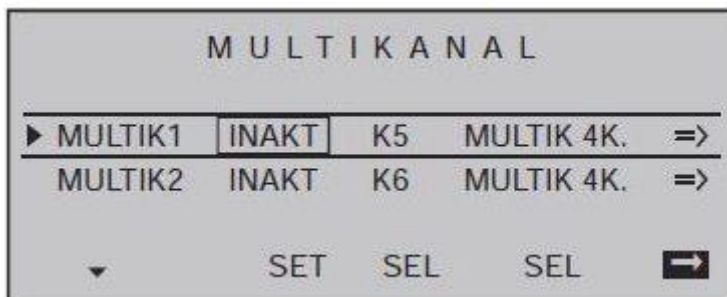 MULTIKANAL
▶ MULTIK1 INAKT K5 MULTIK 4K. =>
MULTIK2 INAKT K6 MULTIK 4K. =>
SET SEL SEL